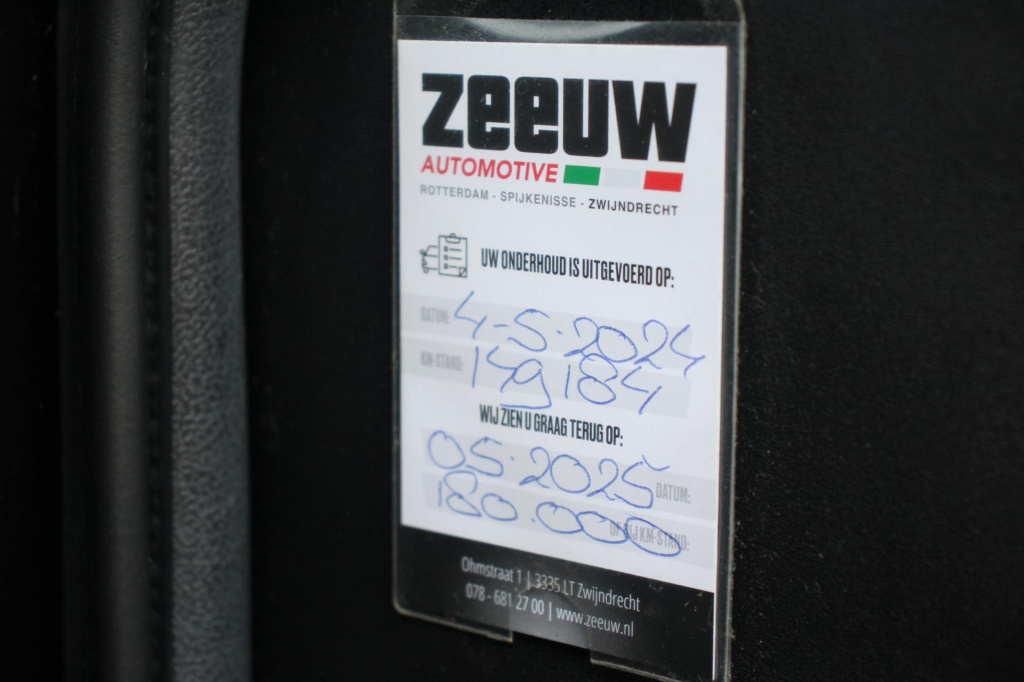 zeeuw
AUTOMOTIVE
ROTTERDAM - SPIJKENISSE - ZWIJNDRECHT
UW ONDERHOUD IS UITGEVOERD OP:
DATUM: 4-5-2024
KM-STAND: 149184
WIJ ZIEN U GRAAG TERUG OP:
05.2025 DATUM:
180.000 OF BIJ KM-STAND:
Ohmstraat 1 | 3335 LT Zwijndrecht
078 - 681 27 00 | www.zeeuw.nl